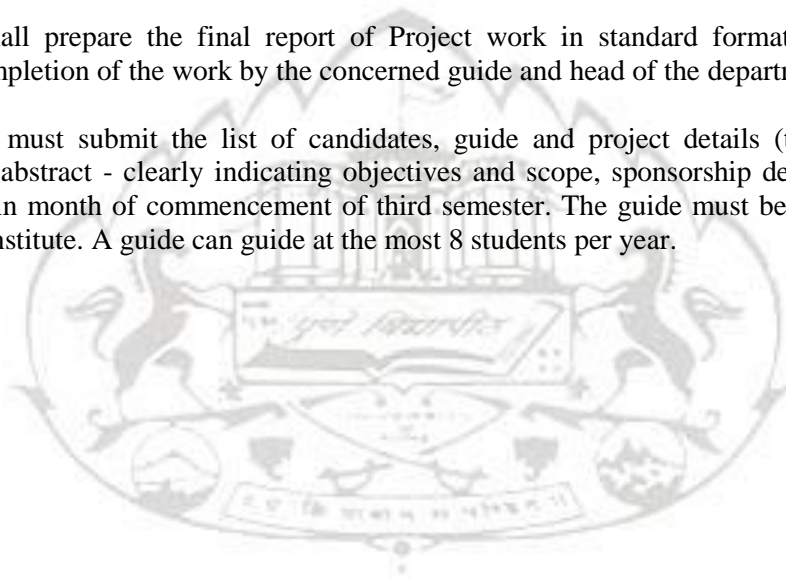 all prepare the final report of Project work in standard format
mpletion of the work by the concerned guide and head of the departm
must submit the list of candidates, guide and project details (t
abstract - clearly indicating objectives and scope, sponsorship de
in month of commencement of third semester. The guide must be
nstitute. A guide can guide at the most 8 students per year.